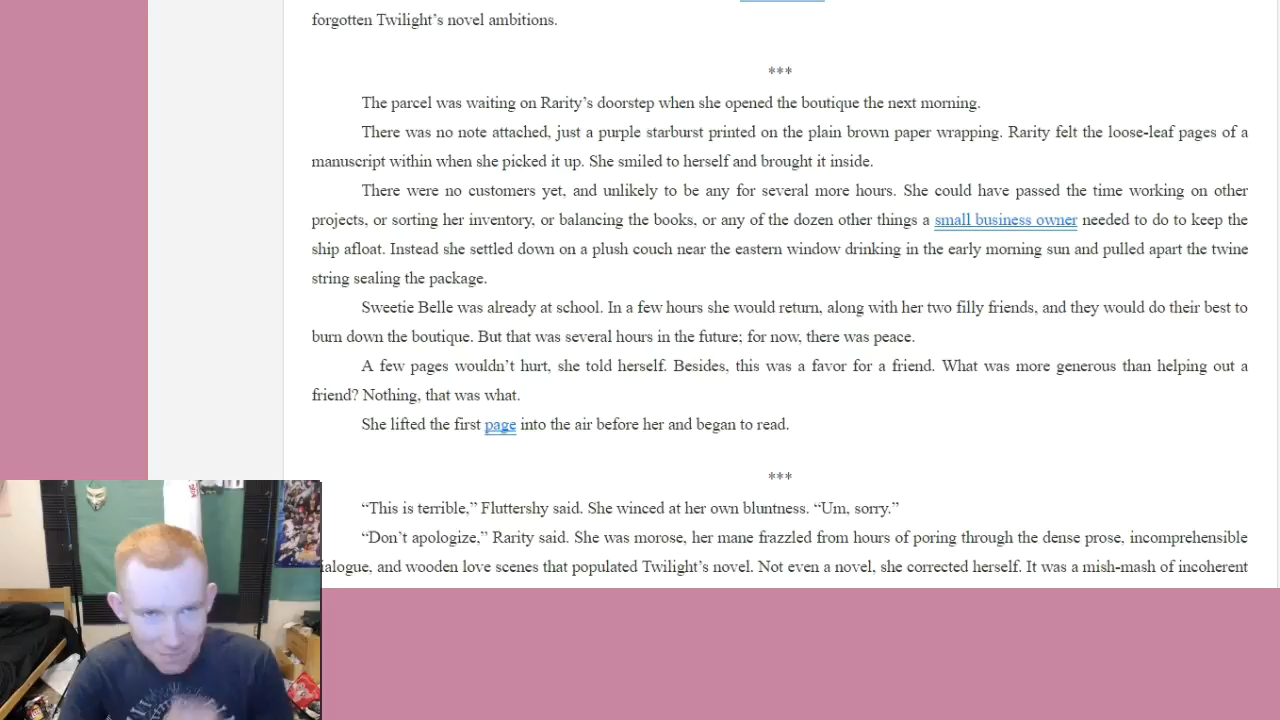 forgotten Twilight’s novel ambitions.
***
The parcel was waiting on Rarity’s doorstep when she opened the boutique the next morning.
There was no note attached, just a purple starburst printed on the plain brown paper wrapping. Rarity felt the loose-leaf pages of a
manuscript within when she picked it up. She smiled to herself and brought it inside.
There were no customers yet, and unlikely to be any for several more hours. She could have passed the time working on other
projects, or sorting her inventory, or balancing the books, or any of the dozen other things a small business owner needed to do to keep the
ship afloat. Instead she settled down on a plush couch near the eastern window drinking in the early morning sun and pulled apart the twine
string sealing the package.
Sweetie Belle was already at school. In a few hours she would return, along with her two filly friends, and they would do their best to
burn down the boutique. But that was several hours in the future; for now, there was peace.
A few pages wouldn’t hurt, she told herself. Besides, this was a favor for a friend. What was more generous than helping out a
friend? Nothing, that was what.
She lifted the first page into the air before her and began to read.
***
“This is terrible,” Fluttershy said. She winced at her own bluntness. “Um, sorry.”
“Don’t apologize,” Rarity said. She was morose, her mane frazzled from hours of poring through the dense prose, incomprehensible
ialogue, and wooden love scenes that populated Twilight’s novel. Not even a novel, she corrected herself. It was a mish-mash of incoherent